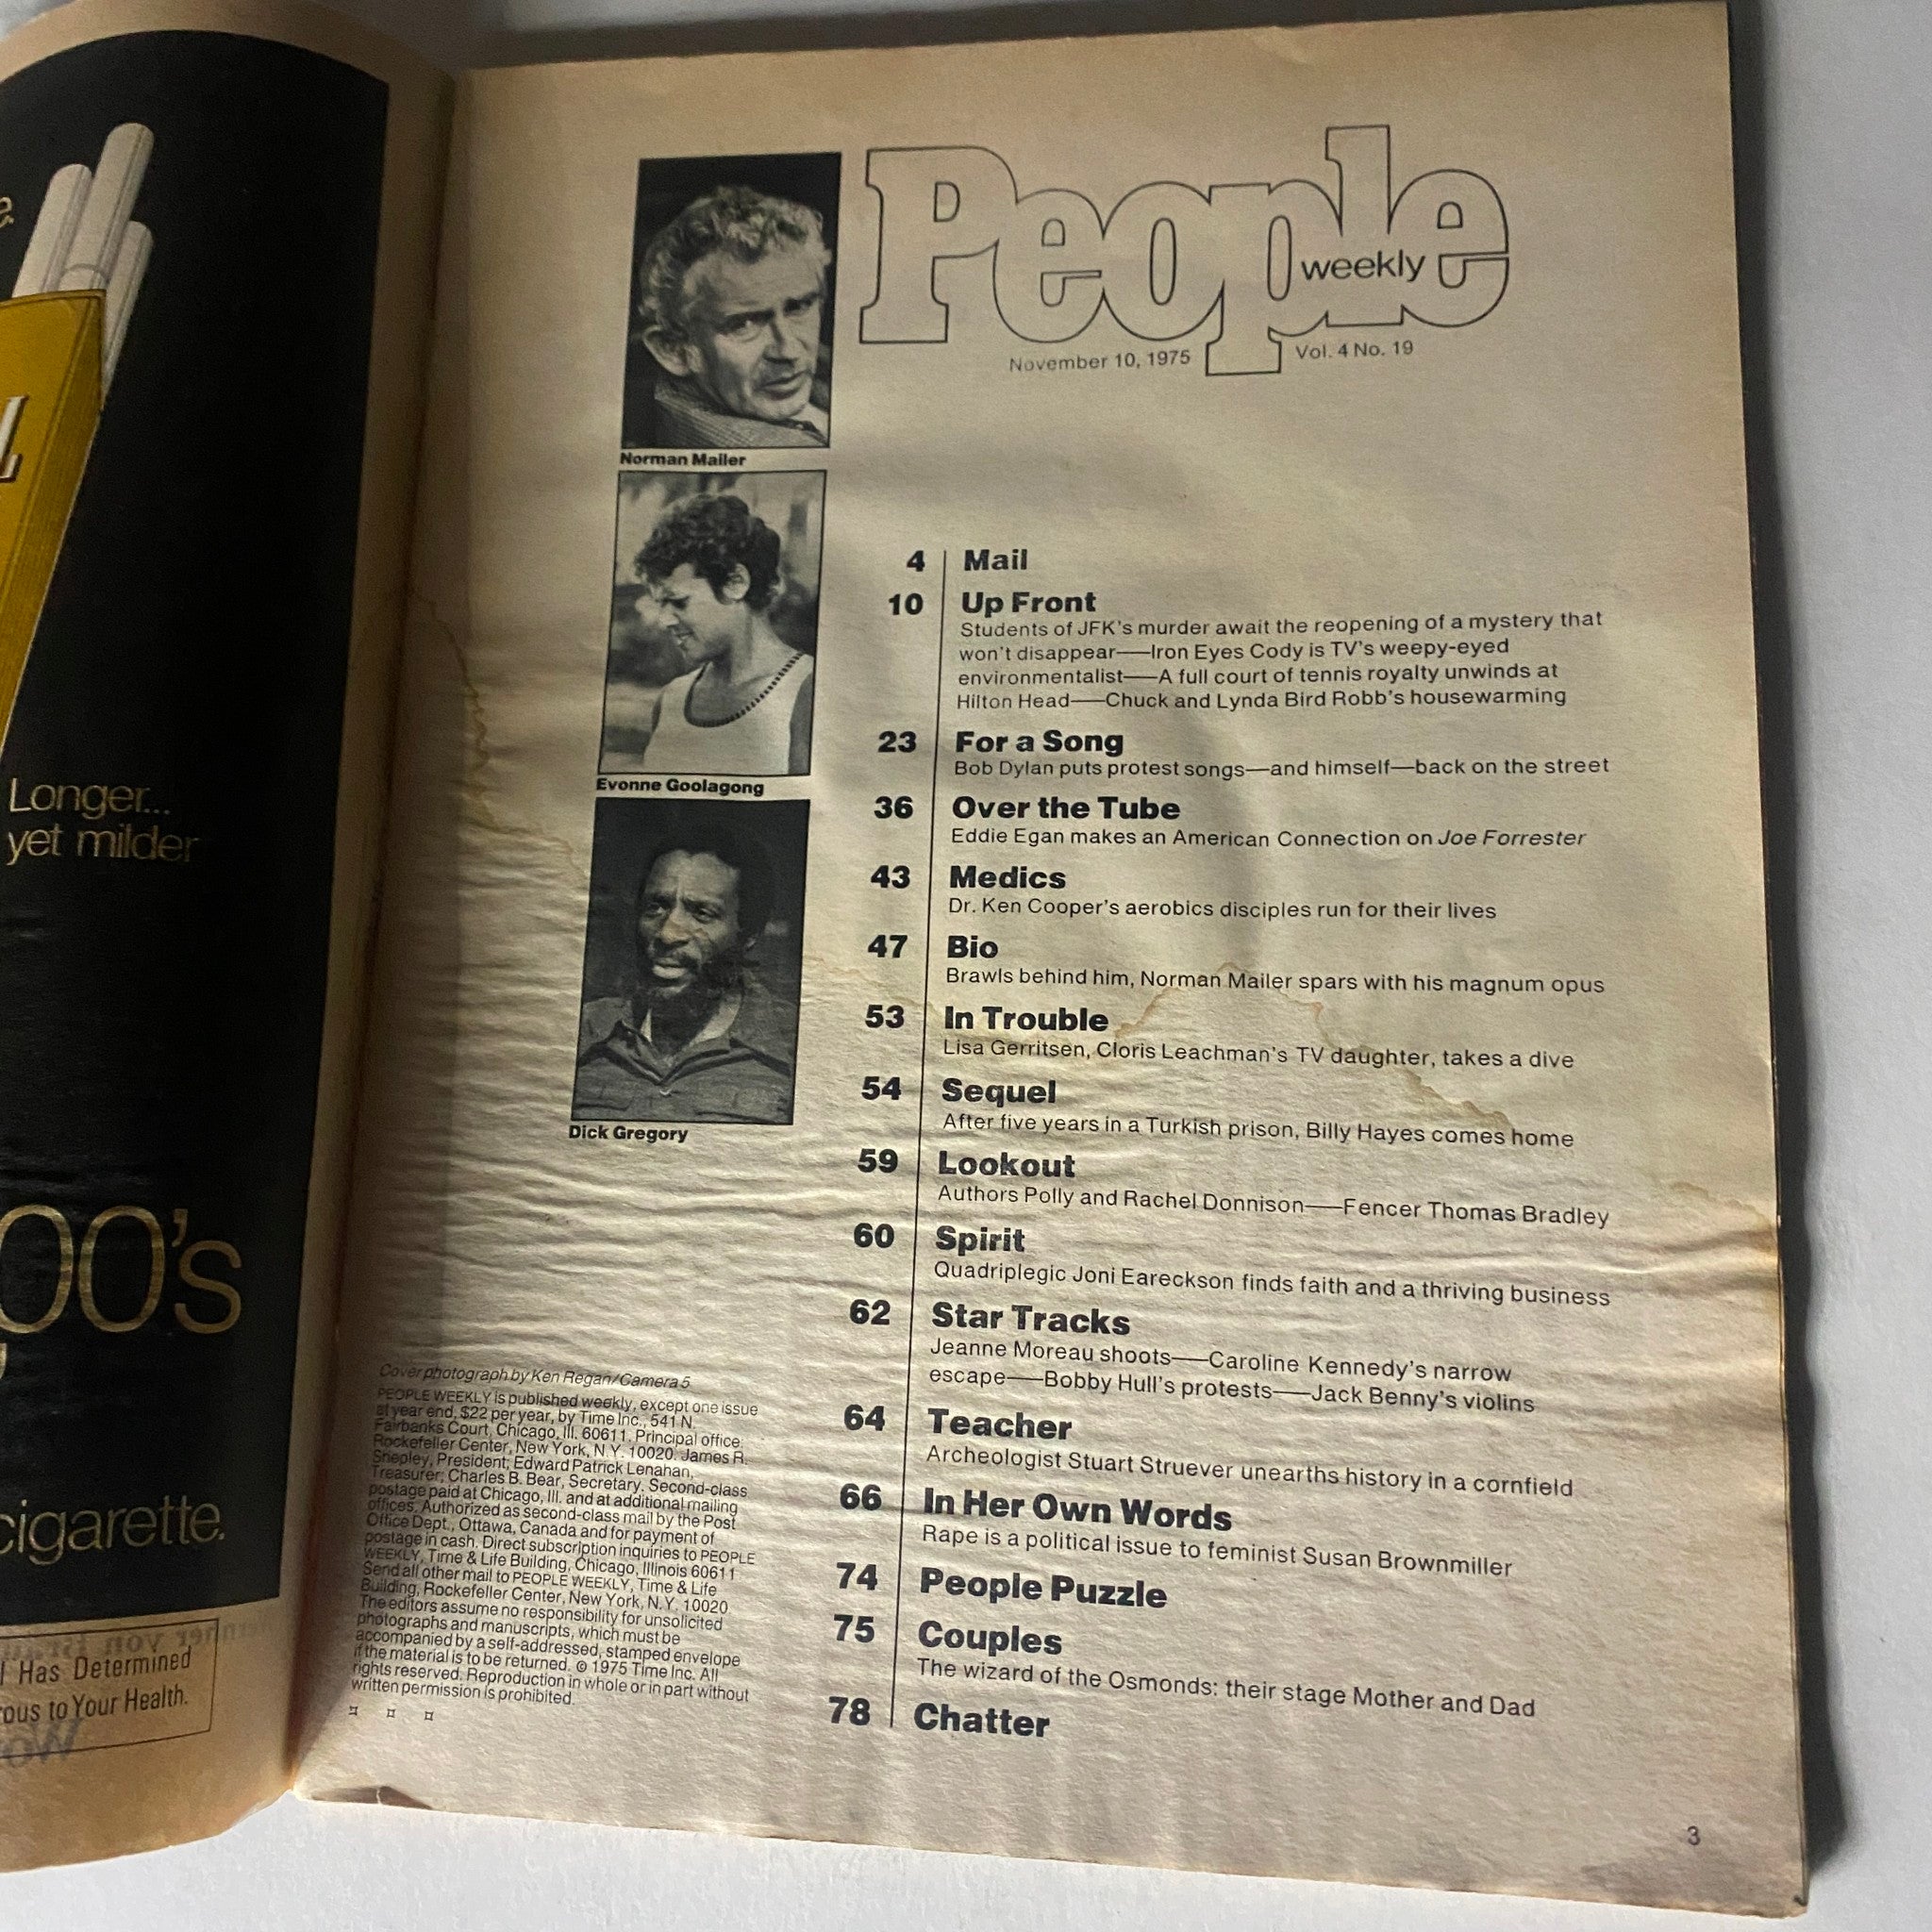 Longer...
yet milder
00's
cigarette.
Has Determined
to Your Health.
People
weekly
November 10, 1975
Vol. 4 No. 19
Norman Mailer
Evonne Goolagong
Dick Gregory
4 Mail
10 Up Front
Students of JFK's murder await the reopening of a mystery that
won't disappear—Iron Eyes Cody is TV's weepy-eyed
environmentalist—A full court of tennis royalty unwinds at
Hilton Head—Chuck and Lynda Bird Robb's housewarming
23 For a Song
Bob Dylan puts protest songs—and himself—back on the street
36 Over the Tube
Eddie Egan makes an American Connection on Joe Forrester
43 Medics
Dr. Ken Cooper's aerobics disciples run for their lives
47 Bio
Brawls behind him, Norman Mailer spars with his magnum opus
53 In Trouble
Lisa Gerritsen, Cloris Leachman's TV daughter, takes a dive
54 Sequel
After five years in a Turkish prison, Billy Hayes comes home
59 Lookout
Authors Polly and Rachel Donnison—Fencer Thomas Bradley
60 Spirit
Quadriplegic Joni Eareckson finds faith and a thriving business
62 Star Tracks
Jeanne Moreau shoots—Caroline Kennedy's narrow
escape—Bobby Hull's protests—Jack Benny's violins
64 Teacher
Archeologist Stuart Struever unearths history in a cornfield
66 In Her Own Words
Rape is a political issue to feminist Susan Brownmiller
74 People Puzzle
75 Couples
The wizard of the Osmonds: their stage Mother and Dad
78 Chatter
Cover photograph by Ken Regan/Camera 5
PEOPLE WEEKLY is published weekly, except one issue
at year end, $22 per year, by Time Inc., 541 N.
Fairbanks Court, Chicago, Ill. 60611. Principal office:
Rockefeller Center, New York, N.Y. 10020. James R.
Shepley, President; Edward Patrick Lenahan,
Treasurer; Charles B. Bear, Secretary. Second-class
postage paid at Chicago, Ill. and at additional mailing
offices. Authorized as second-class mail by the Post
Office Dept., Ottawa, Canada and for payment of
postage in cash. Direct subscription inquiries to PEOPLE
WEEKLY, Time & Life Building, Chicago, Illinois 60611
Send all other mail to PEOPLE WEEKLY, Time & Life
Building, Rockefeller Center, New York, N.Y. 10020
The editors assume no responsibility for unsolicited
photographs and manuscripts, which must be
accompanied by a self-addressed, stamped envelope
if the material is to be returned. © 1975 Time Inc. All
rights reserved. Reproduction in whole or in part without
written permission is prohibited.
3